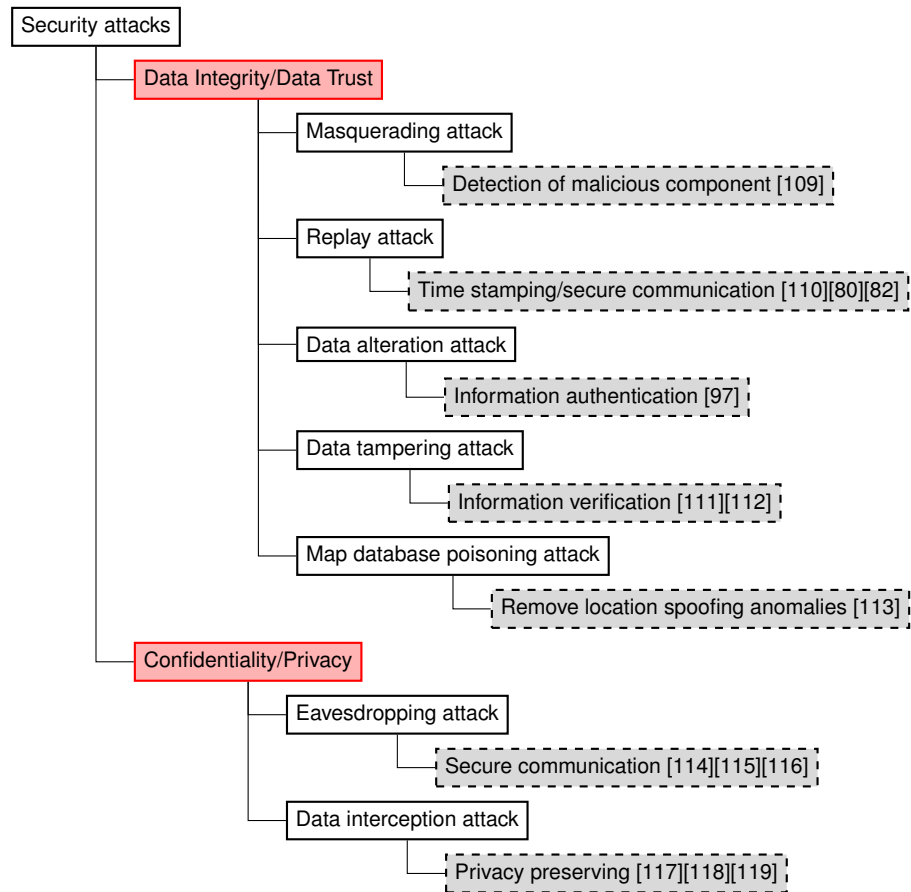 Security attacks
Data Integrity/Data Trust
Masquerading attack
Detection of malicious component [109]
Replay attack
Time stamping/secure communication [110][80][82]
Data alteration attack
Information authentication [97]
Data tampering attack
Information verification [111][112]
Map database poisoning attack
Remove location spoofing anomalies [113]
Confidentiality/Privacy
Eavesdropping attack
Secure communication [114][115][116]
Data interception attack
Privacy preserving [117][118][119]